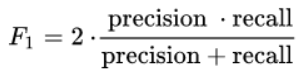 F₁ = 2 · (precision · recall) / (precision + recall)